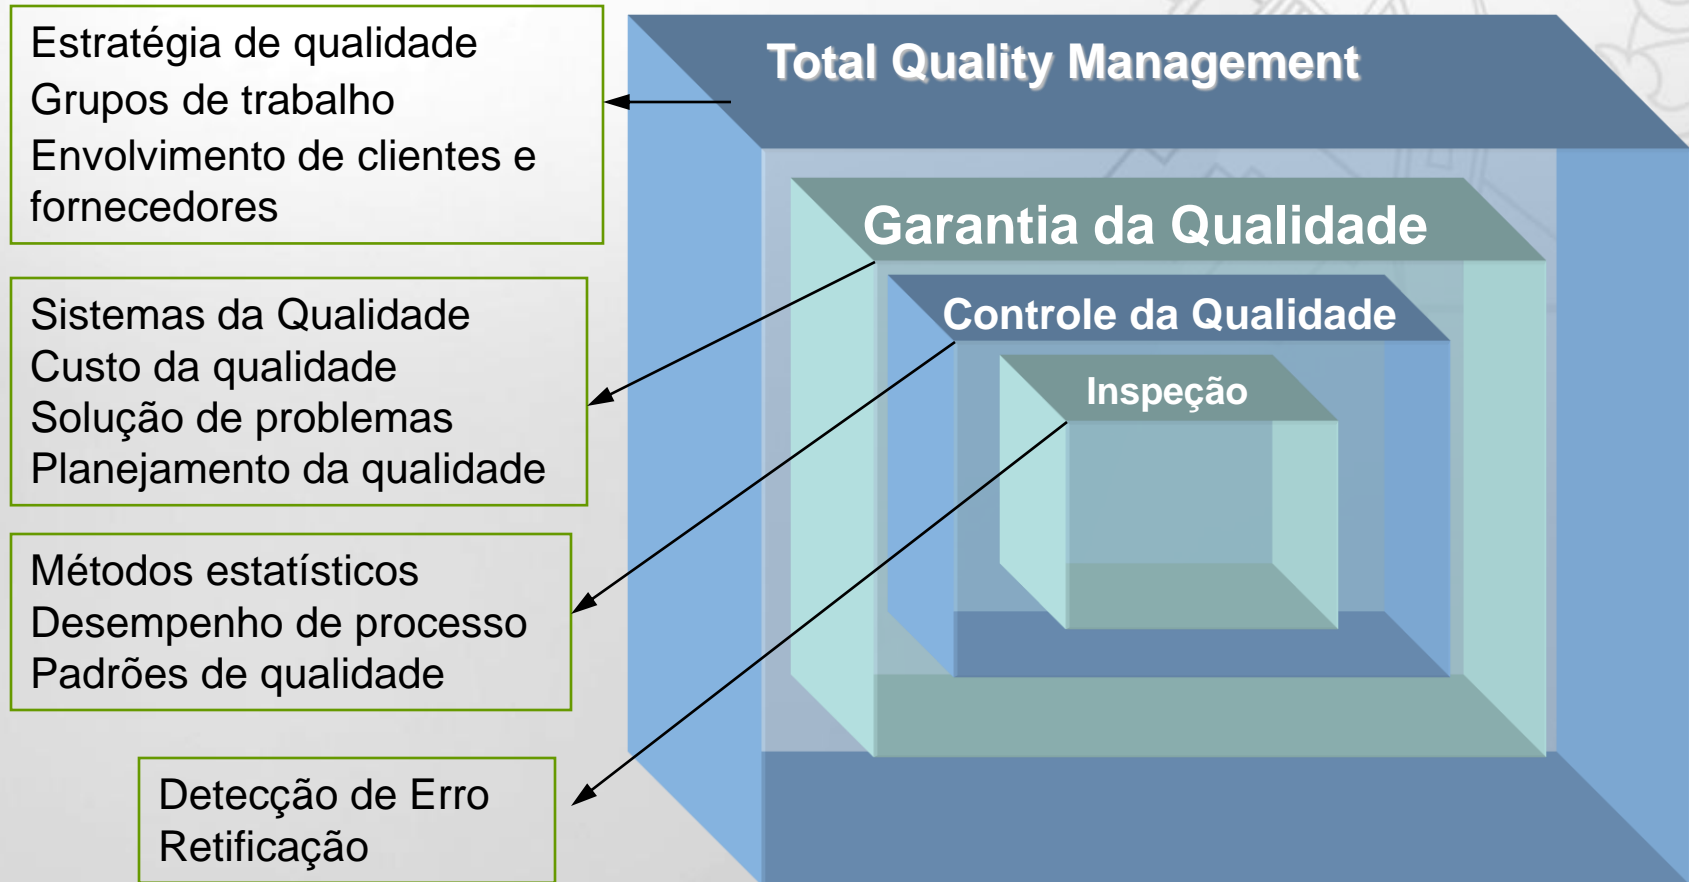 Estratégia de qualidade
Grupos de trabalho
Envolvimento de clientes e
fornecedores
Total Quality Management
Garantia da Qualidade
Sistemas da Qualidade
Custo da qualidade
Solução de problemas
Planejamento da qualidade
Controle da Qualidade
Inspeção
Métodos estatísticos
Desempenho de processo
Padrões de qualidade
Detecção de Erro
Retificação